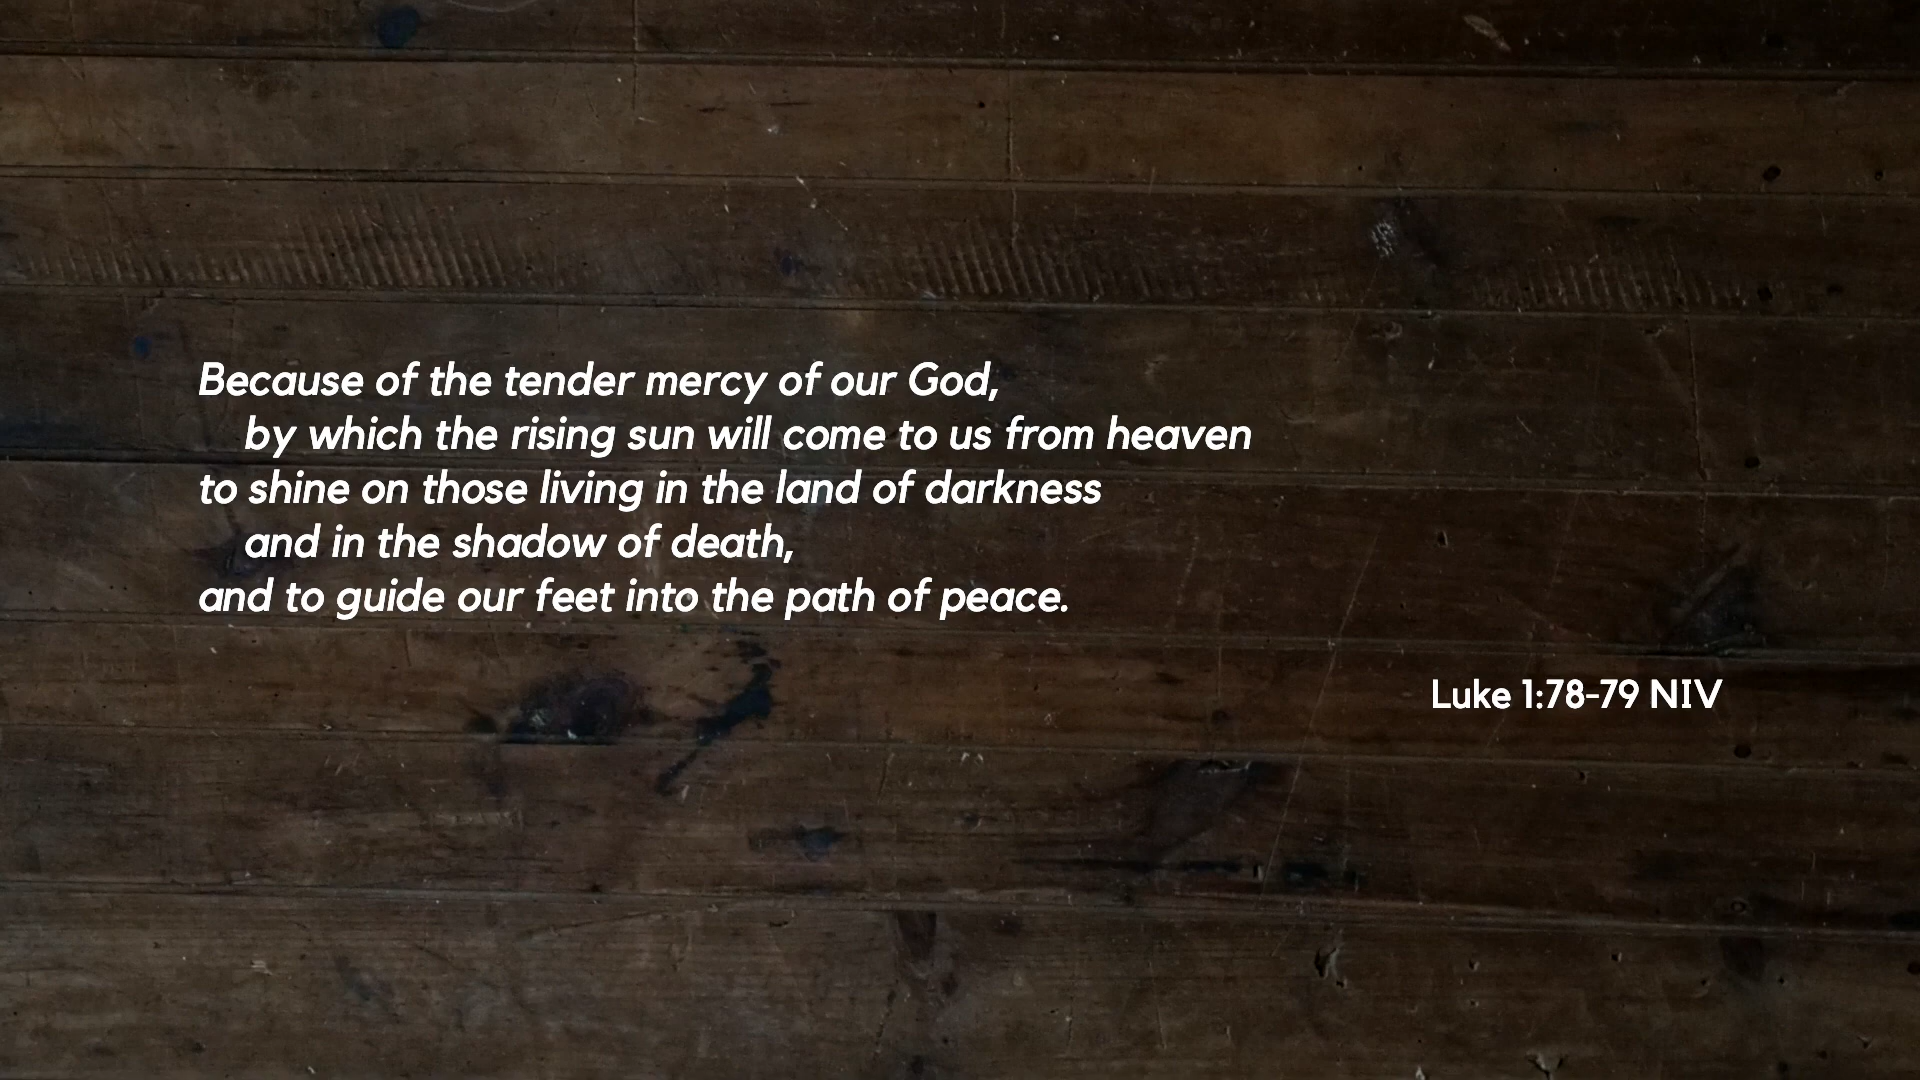 Because of the tender mercy of our God,
by which the rising sun will come to us from heaven
to shine on those living in the land of darkness
and in the shadow of death,
and to guide our feet into the path of peace.
Luke 1:78-79 NIV